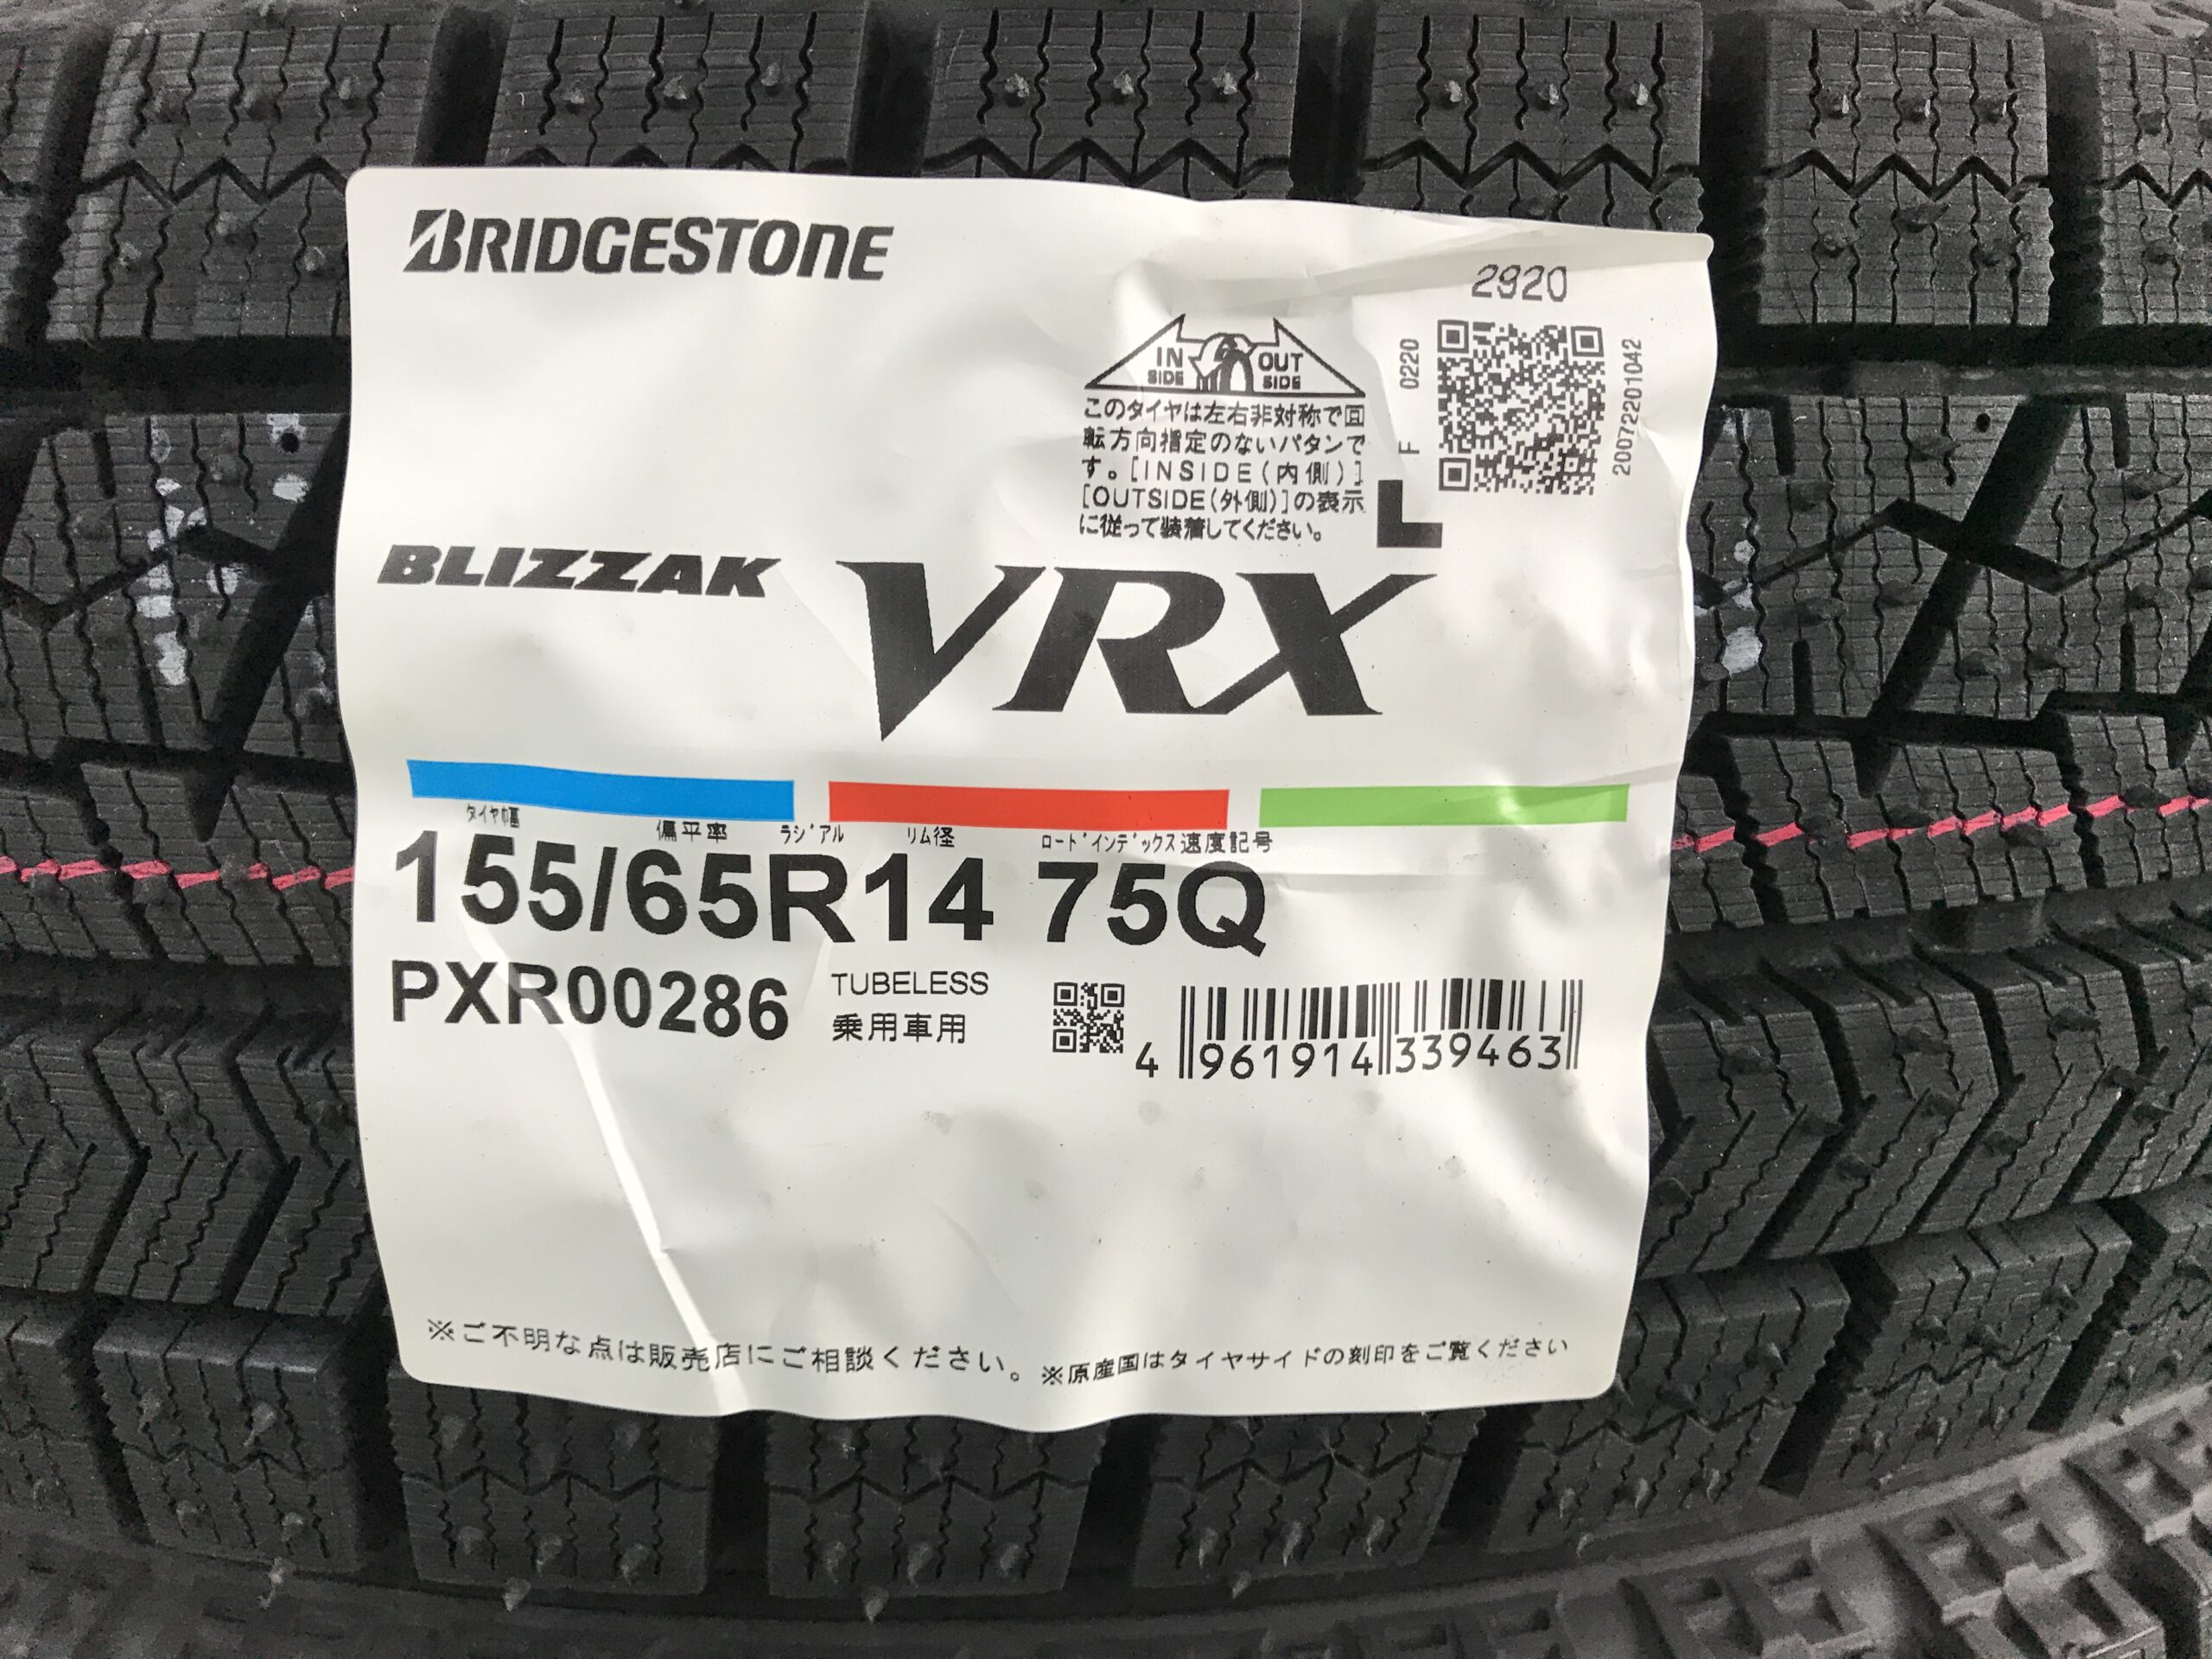 BRIDGESTONE
2920
IN SIDE
OUT SIDE
F 0220
200722201042
このタイヤは左右非対称で回
転方向指定のないパタンで
す。[INSIDE(内側)]
[OUTSIDE(外側)]の表示
に従って装着してください。
L
BLIZZAK VRX
タイヤ巾畐 偏平率 ラジアル リム径 ロードインデックス 速度記号
155/65R14 75Q
PXR00286
TUBELESS
乗用車用
4 961914 339463
※ご不明な点は販売店にご相談ください。※原産国はタイヤサイドの刻印をご覧ください